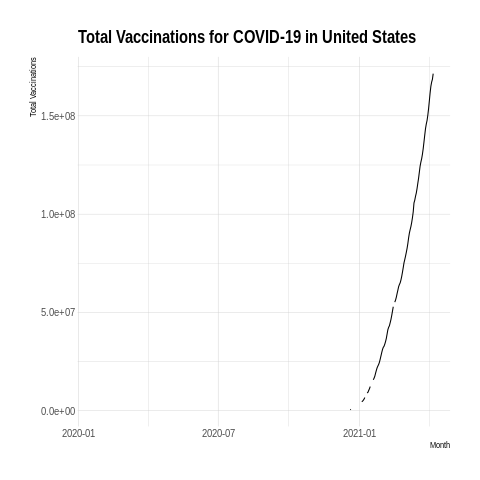 Total Vaccinations for COVID-19 in United States
Total Vaccinations
1.5e+08
1.0e+08
5.0e+07
0.0e+00
2020-01
2020-07
2021-01
Month